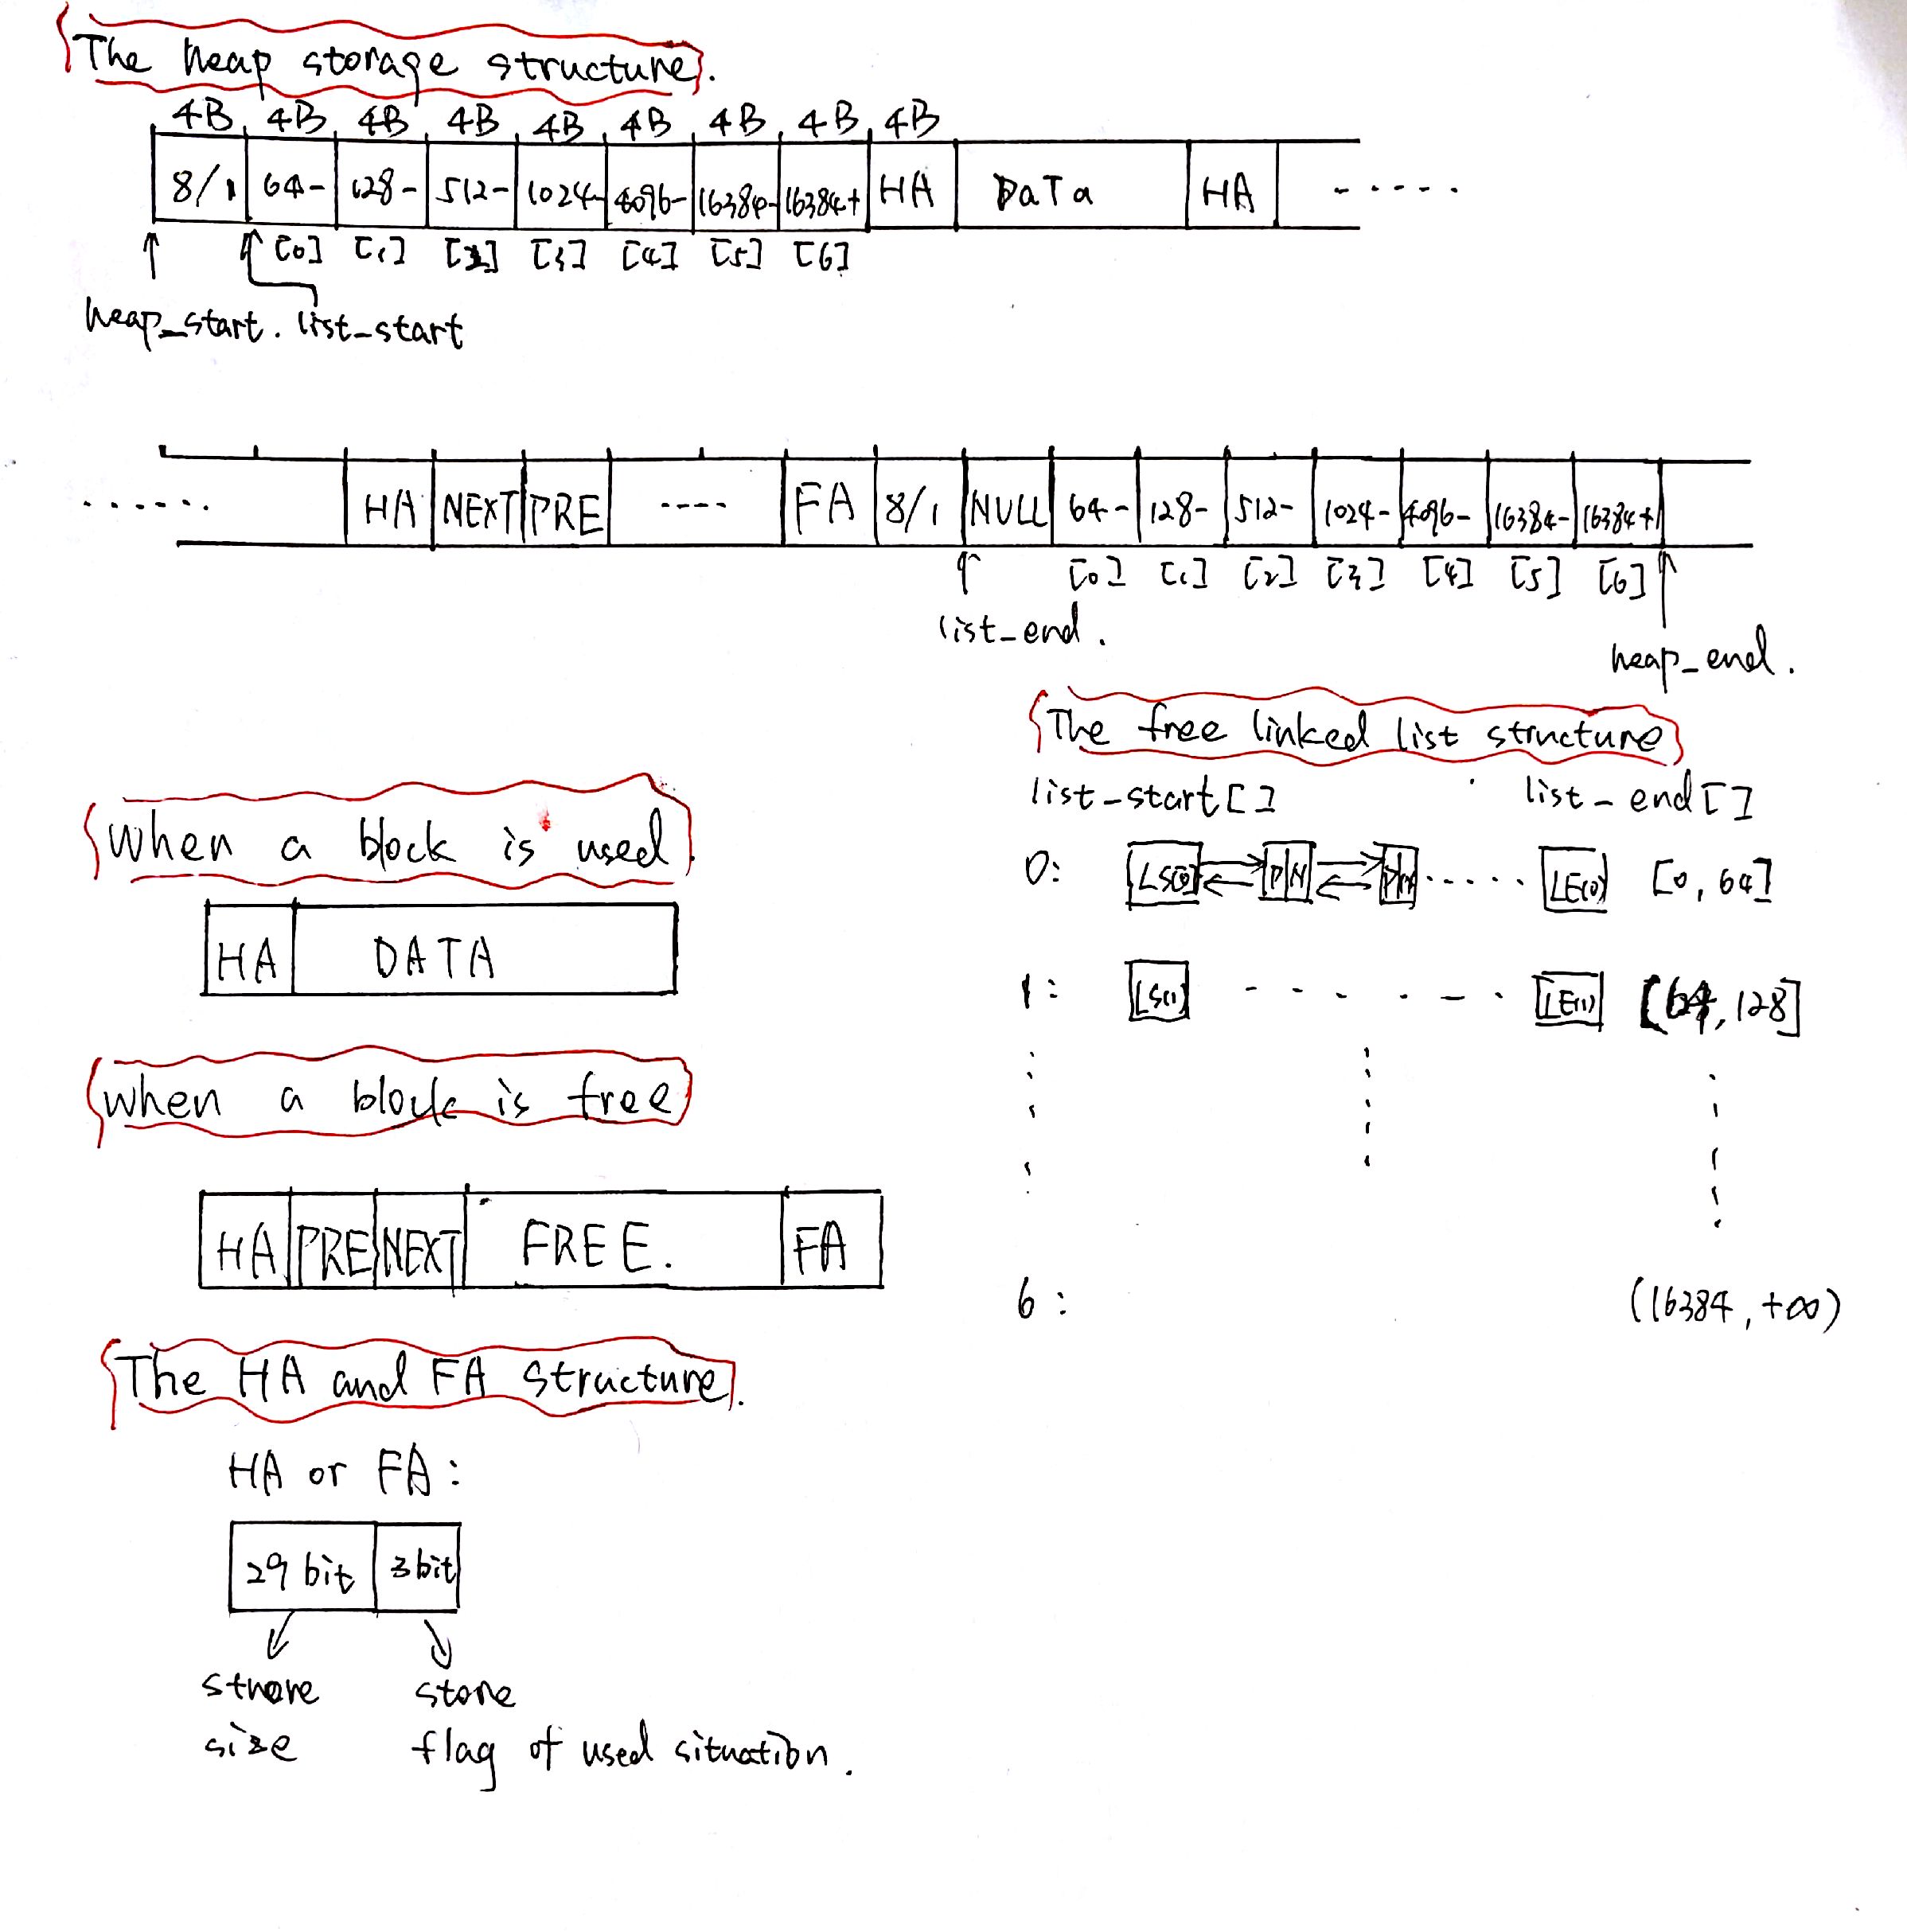 The heap storage structure.
4B 4B 4B 4B 4B 4B 4B 4B 4B
8/1 64- 128- 512- 1024- 4096- 16384- 16384+ HA DaTa HA -----
[0] [1] [2] [3] [4] [5] [6]
heap_start. list_start
...... HA NEXT PRE ---- FA 8/1 NULL 64- 128- 512- 1024- 4096- 16384- 16384+
[0] [1] [2] [3] [4] [5] [6]
list_end.
heap_end.
The free linked list structure
list-start[] list-end[]
0: LS(0) P N P N ..... LE(0) [0, 64]
1: LS(1) ...... LE(1) [64, 128]
6: (16384, +∞)
When a block is used.
HA DATA
when a block is free
HA PRE NEXT FREE. FA
The HA and FA structure.
HA or FA:
29 bit 3 bit
store store
size flag of used situation.